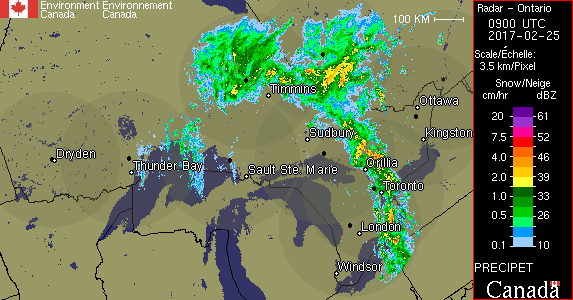 Environment Environnement
Canada Canada
100 KM
Timmins
Ottawa
Sudbury
Kingston
Dryden
Thunder Bay
Sault Ste. Marie
Orillia
Toronto
London
Windsor
Radar - Ontario
0900 UTC
2017-02-25
Scale/Échelle:
3.5 km/Pixel
Snow/Neige
cm/hr dBZ
20 61
7.5 52
4.0 46
2.0 39
1.0 33
0.5 26
0.1 10
PRECIPET
Canada